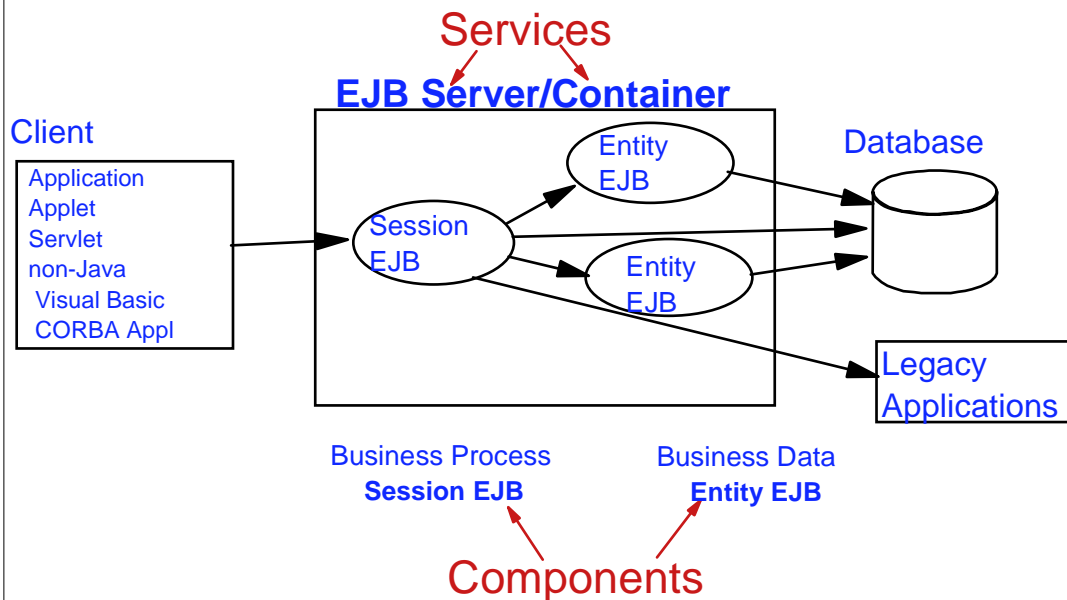 Services
EJB Server/Container
Client
Application
Applet
Servlet
non-Java
Visual Basic
CORBA Appl
Session
EJB
Entity
EJB
Entity
EJB
Database
Legacy
Applications
Business Process
Session EJB
Business Data
Entity EJB
Components